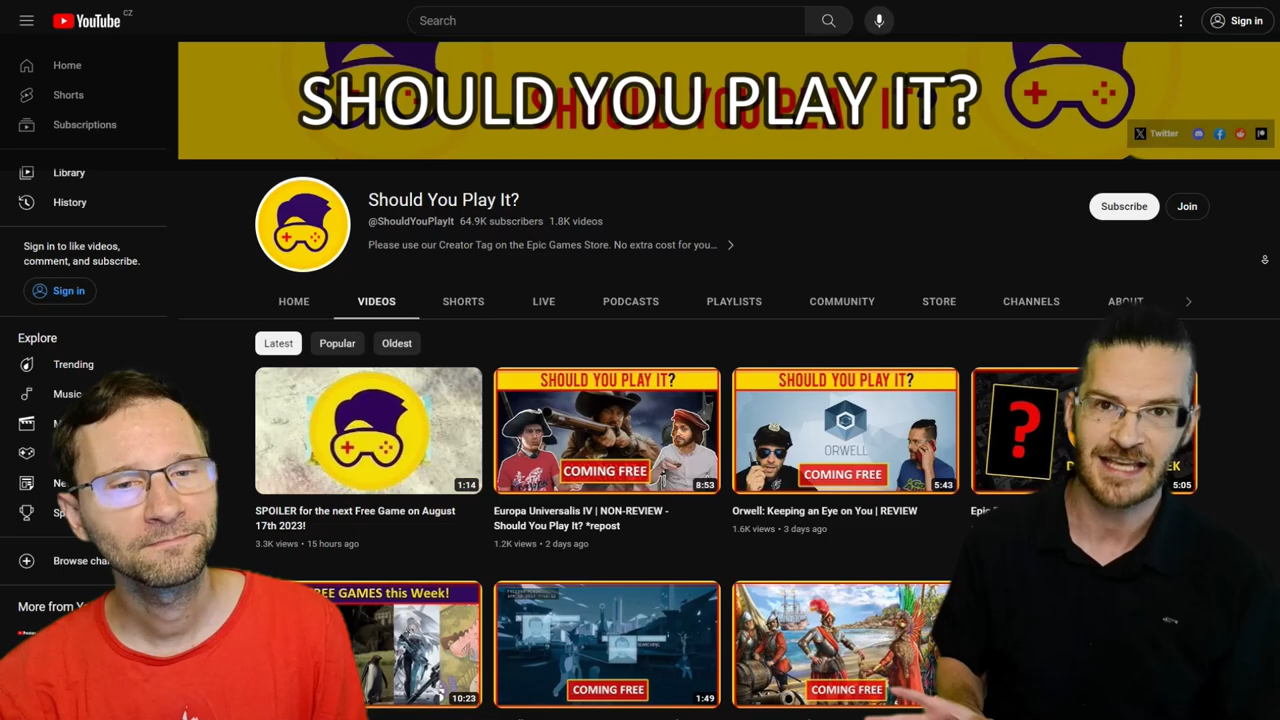 YouTube CZ
Search
Sign in
Home
Shorts
Subscriptions
Library
History
Sign in to like videos,
comment, and subscribe.
Sign in
Explore
Trending
Music
Browse
More from
SHOULD YOU PLAY IT?
Twitter
Should You Play It?
@ShouldYouPlayIt 64.9K subscribers 1.8K videos
Please use our Creator Tag on the Epic Games Store. No extra cost for you...
Subscribe
Join
HOME
VIDEOS
SHORTS
LIVE
PODCASTS
PLAYLISTS
COMMUNITY
STORE
CHANNELS
ABOUT
Latest
Popular
Oldest
1:14
SPOILER for the next Free Game on August
17th 2023!
3.3K views • 15 hours ago
SHOULD YOU PLAY IT?
COMING FREE
8:53
Europa Universalis IV | NON-REVIEW -
Should You Play It? *repost
1.2K views • 2 days ago
SHOULD YOU PLAY IT?
ORWELL
COMING FREE
5:43
Orwell: Keeping an Eye on You | REVIEW
1.6K views • 3 days ago
?
5:05
FREE GAMES this Week!
10:23
COMING FREE
1:49
COMING FREE